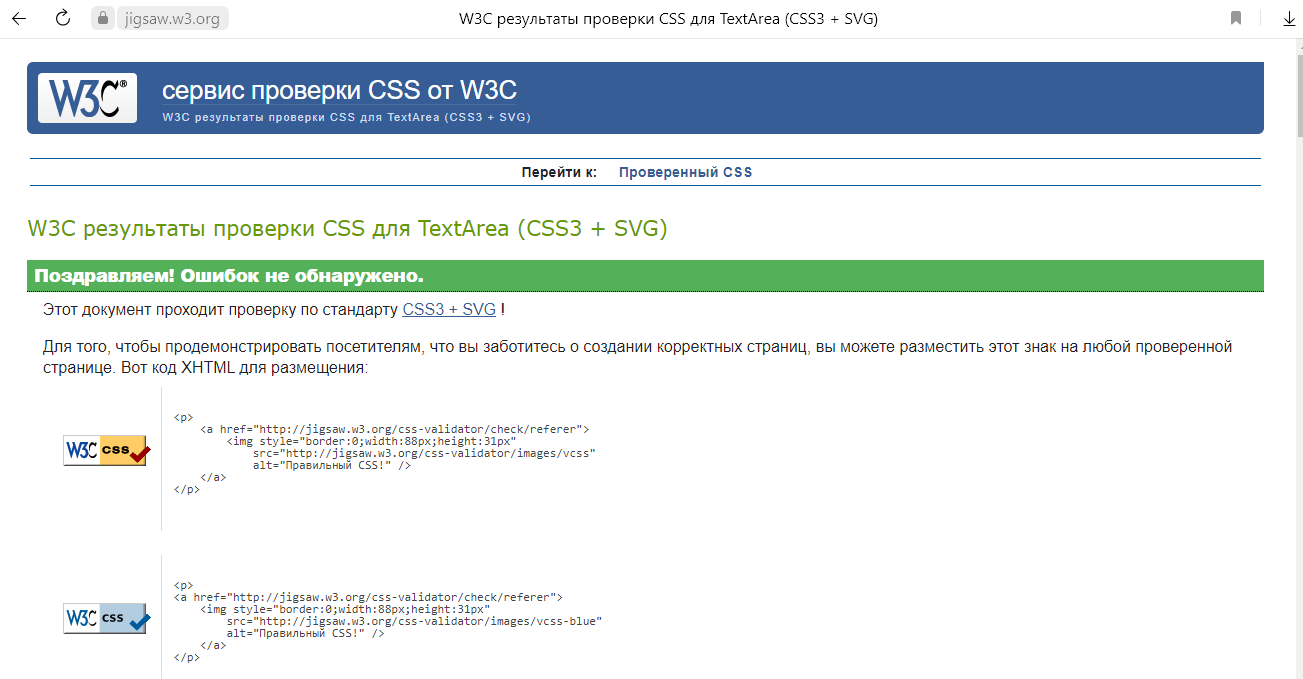 jigsaw.w3.org
W3C результаты проверки CSS для TextArea (CSS3 + SVG)
W3C®
сервис проверки CSS от W3C
W3C результаты проверки CSS для TextArea (CSS3 + SVG)
Перейти к: Проверенный CSS
W3C результаты проверки CSS для TextArea (CSS3 + SVG)
Поздравляем! Ошибок не обнаружено.
Этот документ проходит проверку по стандарту CSS3 + SVG !
Для того, чтобы продемонстрировать посетителям, что вы заботитесь о создании корректных страниц, вы можете разместить этот знак на любой проверенной
странице. Вот код XHTML для размещения:
W3C css
<p>
<a href="http://jigsaw.w3.org/css-validator/check/referer">
<img style="border:0;width:88px;height:31px"
src="http://jigsaw.w3.org/css-validator/images/vcss"
alt="Правильный CSS!" />
</a>
</p>
W3C css
<p>
<a href="http://jigsaw.w3.org/css-validator/check/referer">
<img style="border:0;width:88px;height:31px"
src="http://jigsaw.w3.org/css-validator/images/vcss-blue"
alt="Правильный CSS!" />
</a>
</p>